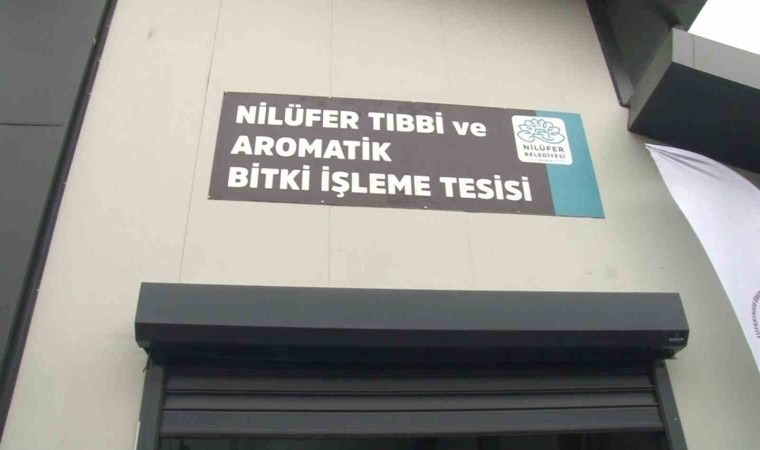 NİLÜFER TIBBİ ve
AROMATİK
BİTKİ İŞLEME TESİSİ
NİLÜFER
BELEDİYESİ